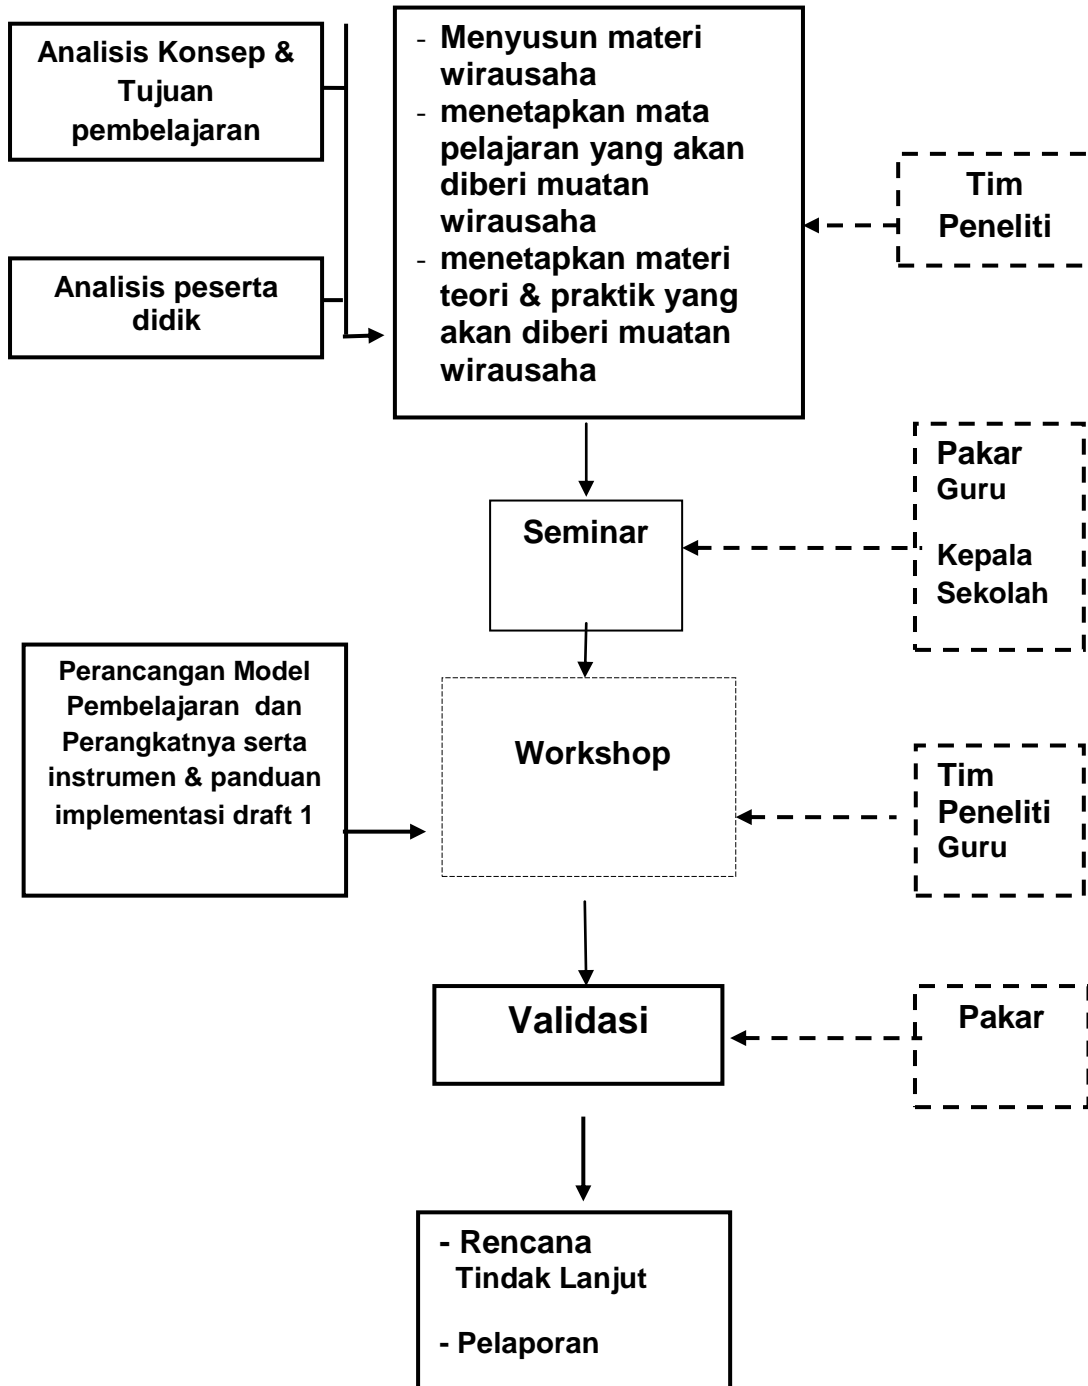 Analisis Konsep &
Tujuan
pembelajaran
Analisis peserta
didik
- Menyusun materi
wirausaha
- menetapkan mata
pelajaran yang akan
diberi muatan
wirausaha
- menetapkan materi
teori & praktik yang
akan diberi muatan
wirausaha
Tim
Peneliti
Seminar
Pakar
Guru
Kepala
Sekolah
Perancangan Model
Pembelajaran dan
Perangkatnya serta
instrumen & panduan
implementasi draft 1
Workshop
Tim
Peneliti
Guru
Validasi
Pakar
- Rencana
Tindak Lanjut
- Pelaporan